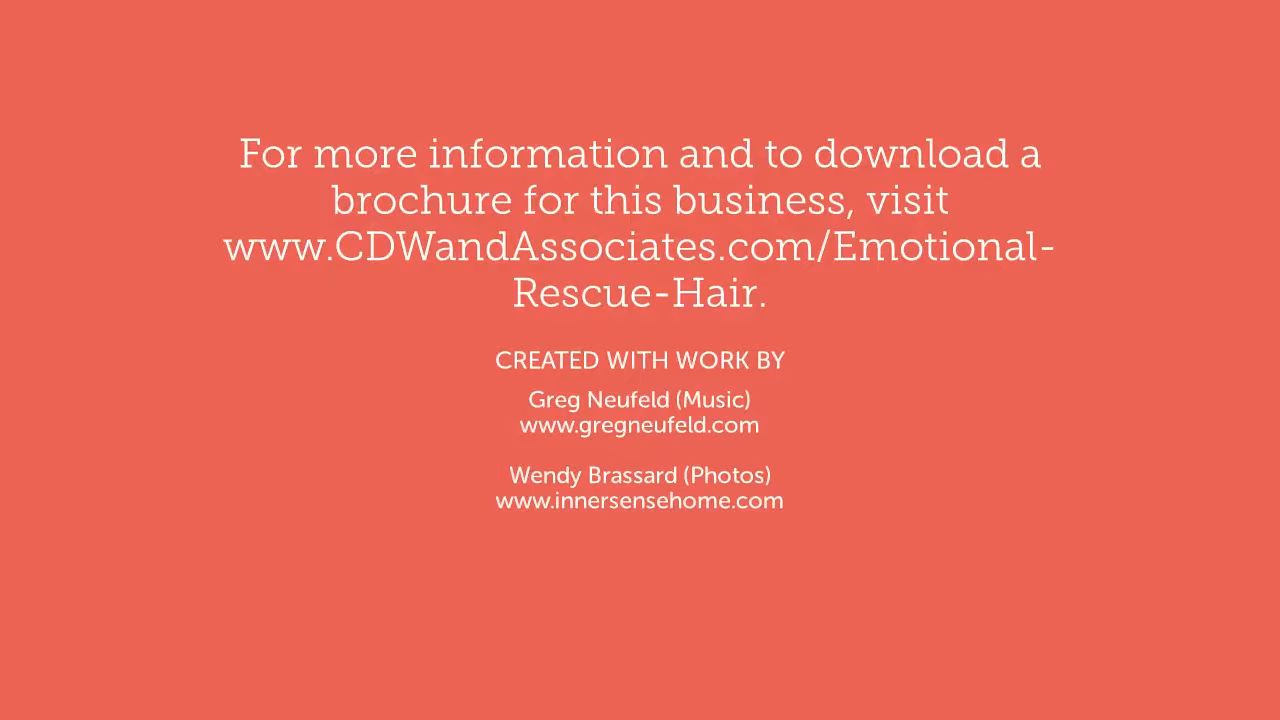 For more information and to download a
brochure for this business, visit
www.CDWandAssociates.com/Emotional-
Rescue-Hair.
CREATED WITH WORK BY
Greg Neufeld (Music)
www.gregneufeld.com
Wendy Brassard (Photos)
www.innersensehome.com